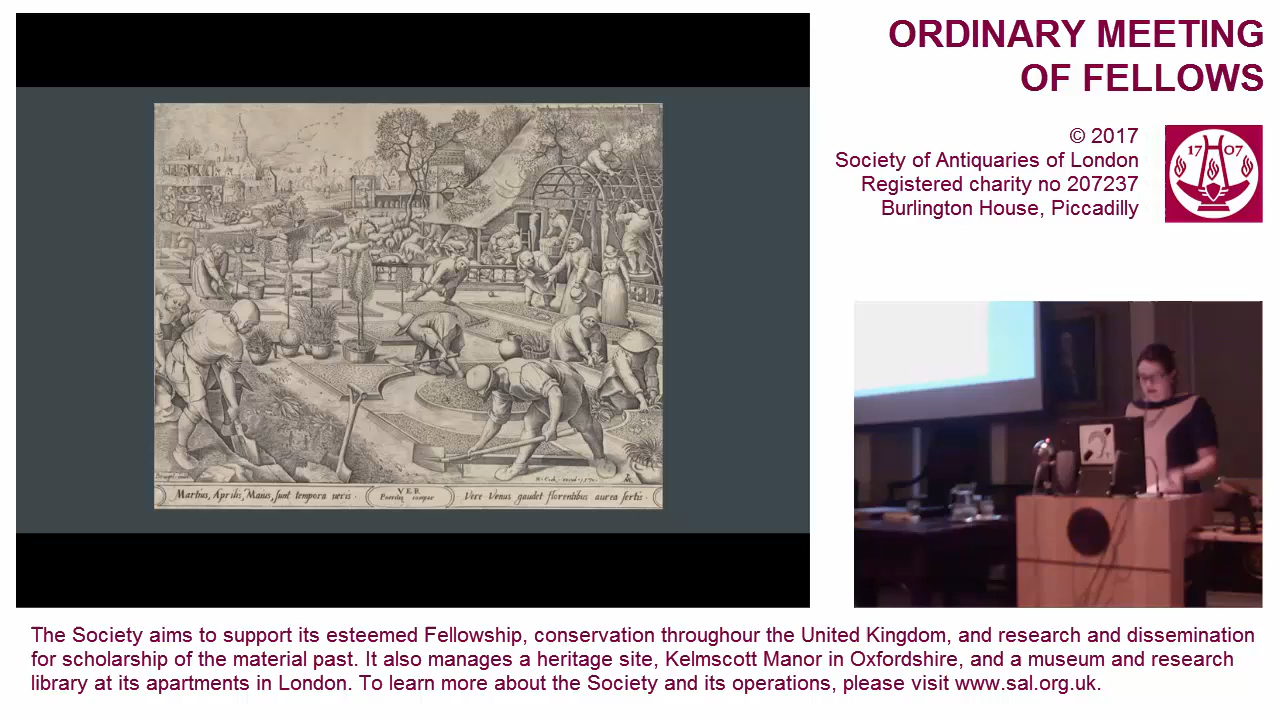 ORDINARY MEETING
OF FELLOWS
© 2017
Society of Antiquaries of London
Registered charity no 207237
Burlington House, Piccadilly
17 07
Martius, Aprilis, Maius, sunt tempora veris.
VER
Pueritiæ compar
Vere Venus gaudet florentibus aurea sertis.
The Society aims to support its esteemed Fellowship, conservation throughour the United Kingdom, and research and dissemination
for scholarship of the material past. It also manages a heritage site, Kelmscott Manor in Oxfordshire, and a museum and research
library at its apartments in London. To learn more about the Society and its operations, please visit www.sal.org.uk.